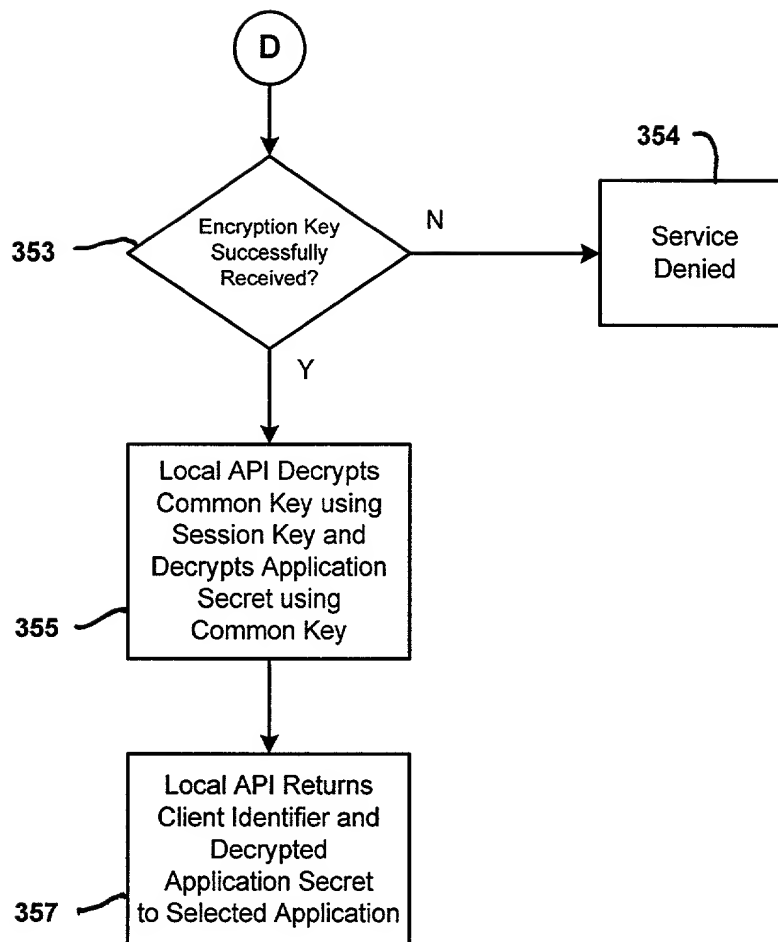 D
354
353
Encryption Key
Successfully
Received?
N
Service
Denied
Y
Local API Decrypts
Common Key using
Session Key and
Decrypts Application
Secret using
Common Key
355
Local API Returns
Client Identifier and
Decrypted
Application Secret
to Selected Application
357